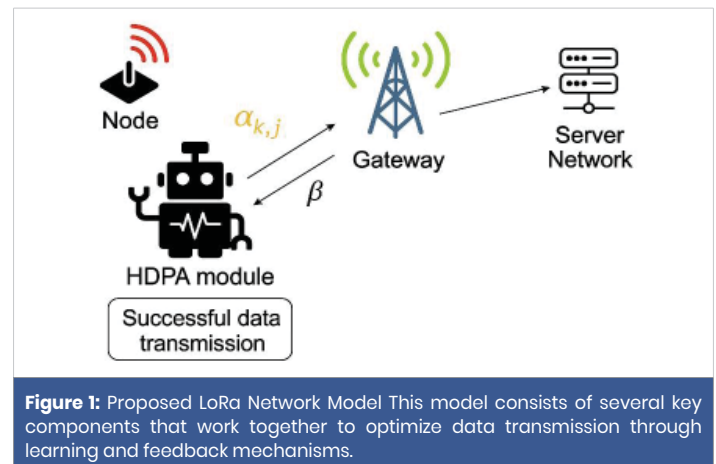 Node
αk,j
β
Gateway
Server
Network
HDPA module
Successful data
transmission
Figure 1: Proposed LoRa Network Model This model consists of several key
components that work together to optimize data transmission through
learning and feedback mechanisms.